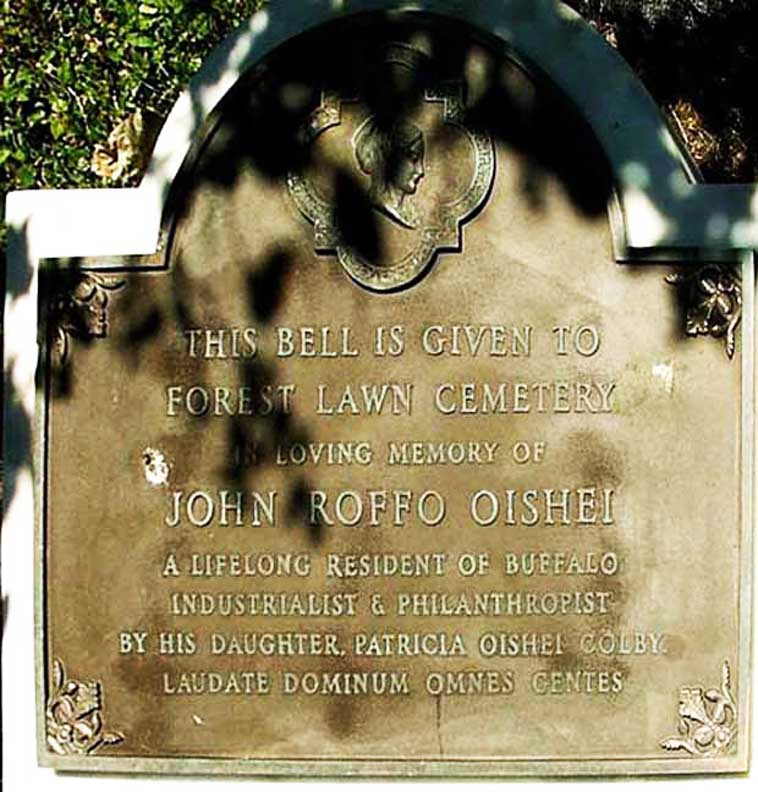 THIS BELL IS GIVEN TO
FOREST LAWN CEMETERY
IN LOVING MEMORY OF
JOHN ROFFO OISHEI
A LIFELONG RESIDENT OF BUFFALO
INDUSTRIALIST & PHILANTHROPIST
BY HIS DAUGHTER, PATRICIA OISHEI COLBY.
LAUDATE DOMINUM OMNES GENTES